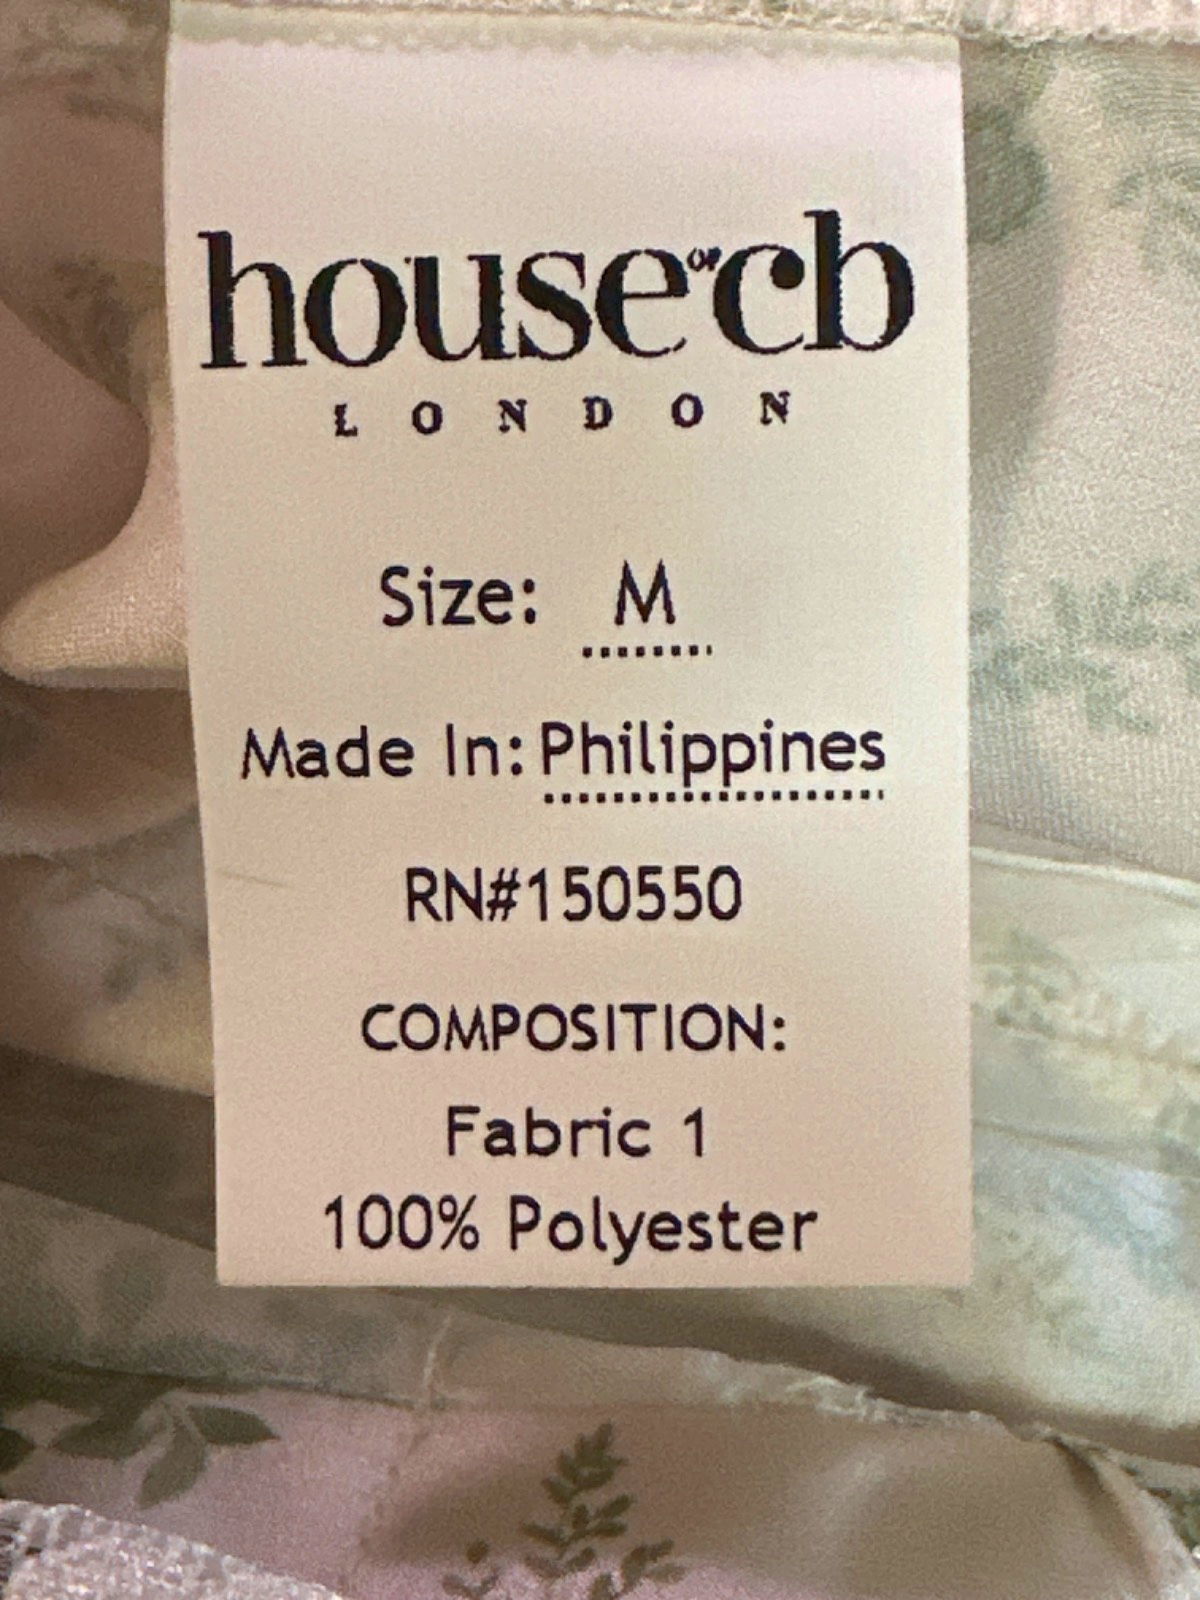 house of cb
LONDON
Size: M
Made In: Philippines
RN#150550
COMPOSITION:
Fabric 1
100% Polyester